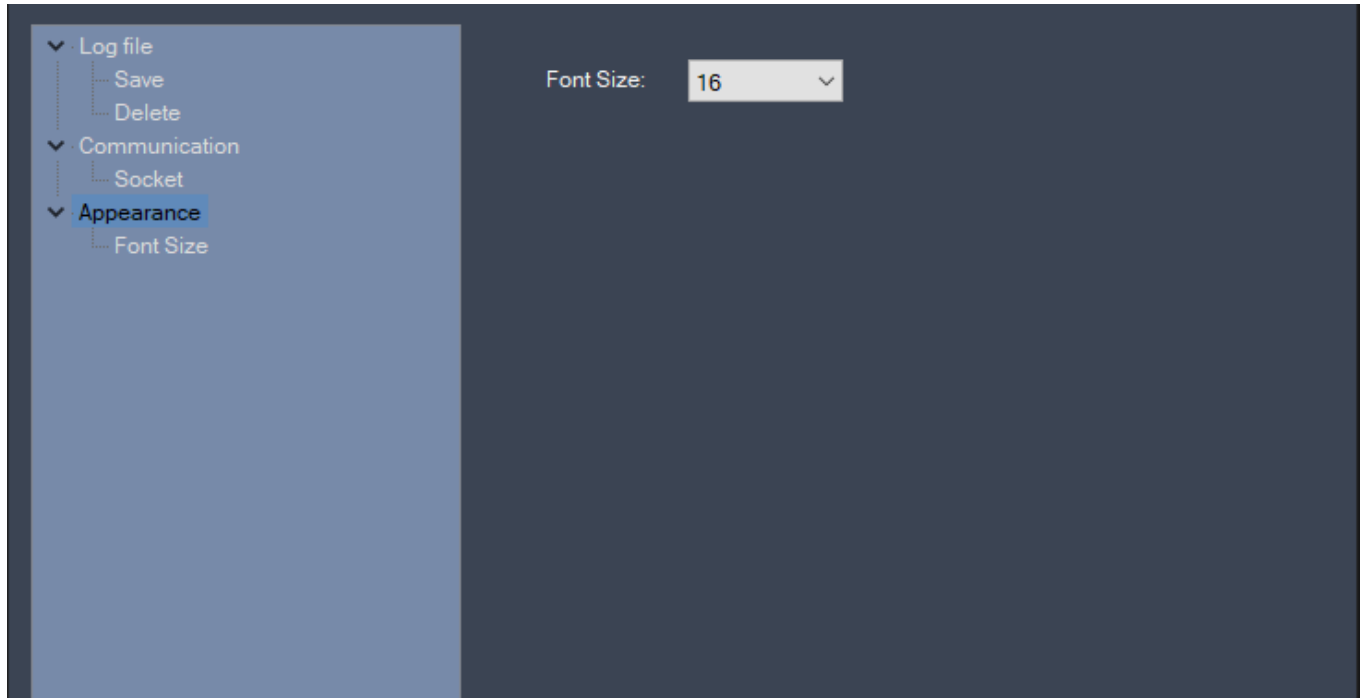 Log file
Font Size: 16
Save
Delete
Communication
Socket
Appearance
Font Size